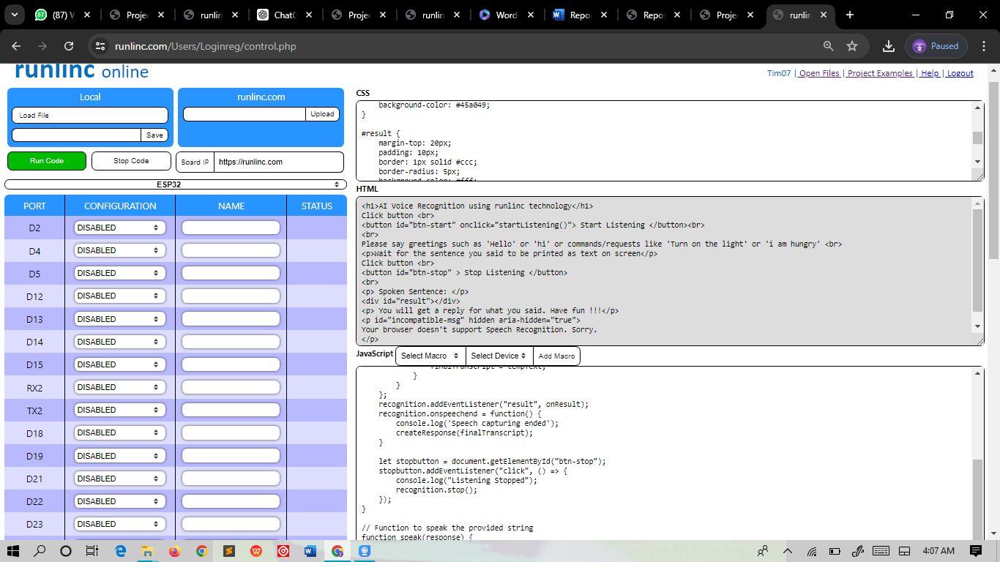 (87) W
Projec
runlin
ChatG
Projec
runlin
Word
Repo
Repor
Projec
runlin
runlinc.com/Users/Loginreg/control.php
Paused
runlinc online
Tim07 | Open Files | Project Examples | Help | Logout
Local
Load File
Save
runlinc.com
Upload
Run Code
Stop Code
Board IP
https://runlinc.com
ESP32
PORT CONFIGURATION NAME STATUS
D2 DISABLED
D4 DISABLED
D5 DISABLED
D12 DISABLED
D13 DISABLED
D14 DISABLED
D15 DISABLED
RX2 DISABLED
TX2 DISABLED
D18 DISABLED
D19 DISABLED
D21 DISABLED
D22 DISABLED
D23 DISABLED
CSS
background-color: #45a049;
}
#result {
margin-top: 20px;
padding: 10px;
border: 1px solid #ccc;
border-radius: 5px;
background-color: #fff;
HTML
<h1>AI Voice Recognition using runlinc technology</h1>
Click button <br>
<button id="btn-start" onclick="startListening()"> Start Listening </button><br>
<br>
Please say greetings such as 'Hello' or 'hi' or commands/requests like 'Turn on the light' or 'i am hungry' <br>
<p>Wait for the sentence you said to be printed as text on screen</p>
Click button <br>
<button id="btn-stop" > Stop Listening </button>
<br>
<p> Spoken Sentence: </p>
<div id="result"></div>
<p> You will get a reply for what you said. Have fun !!!</p>
<p id="incompatible-msg" hidden aria-hidden="true">
Your browser doesn't support Speech Recognition. Sorry.
</p>
JavaScript Select Macro Select Device Add Macro
finalTranscript = tempText;
}
}
};
recognition.addEventListener("result", onResult);
recognition.onspeechend = function() {
console.log('Speech capturing ended');
createResponse(finalTranscript);
}
let stopbutton = document.getElementById("btn-stop");
stopbutton.addEventListener("click", () => {
console.log("Listening Stopped");
recognition.stop();
});
}
// Function to speak the provided string
function speak(response) {
4:07 AM